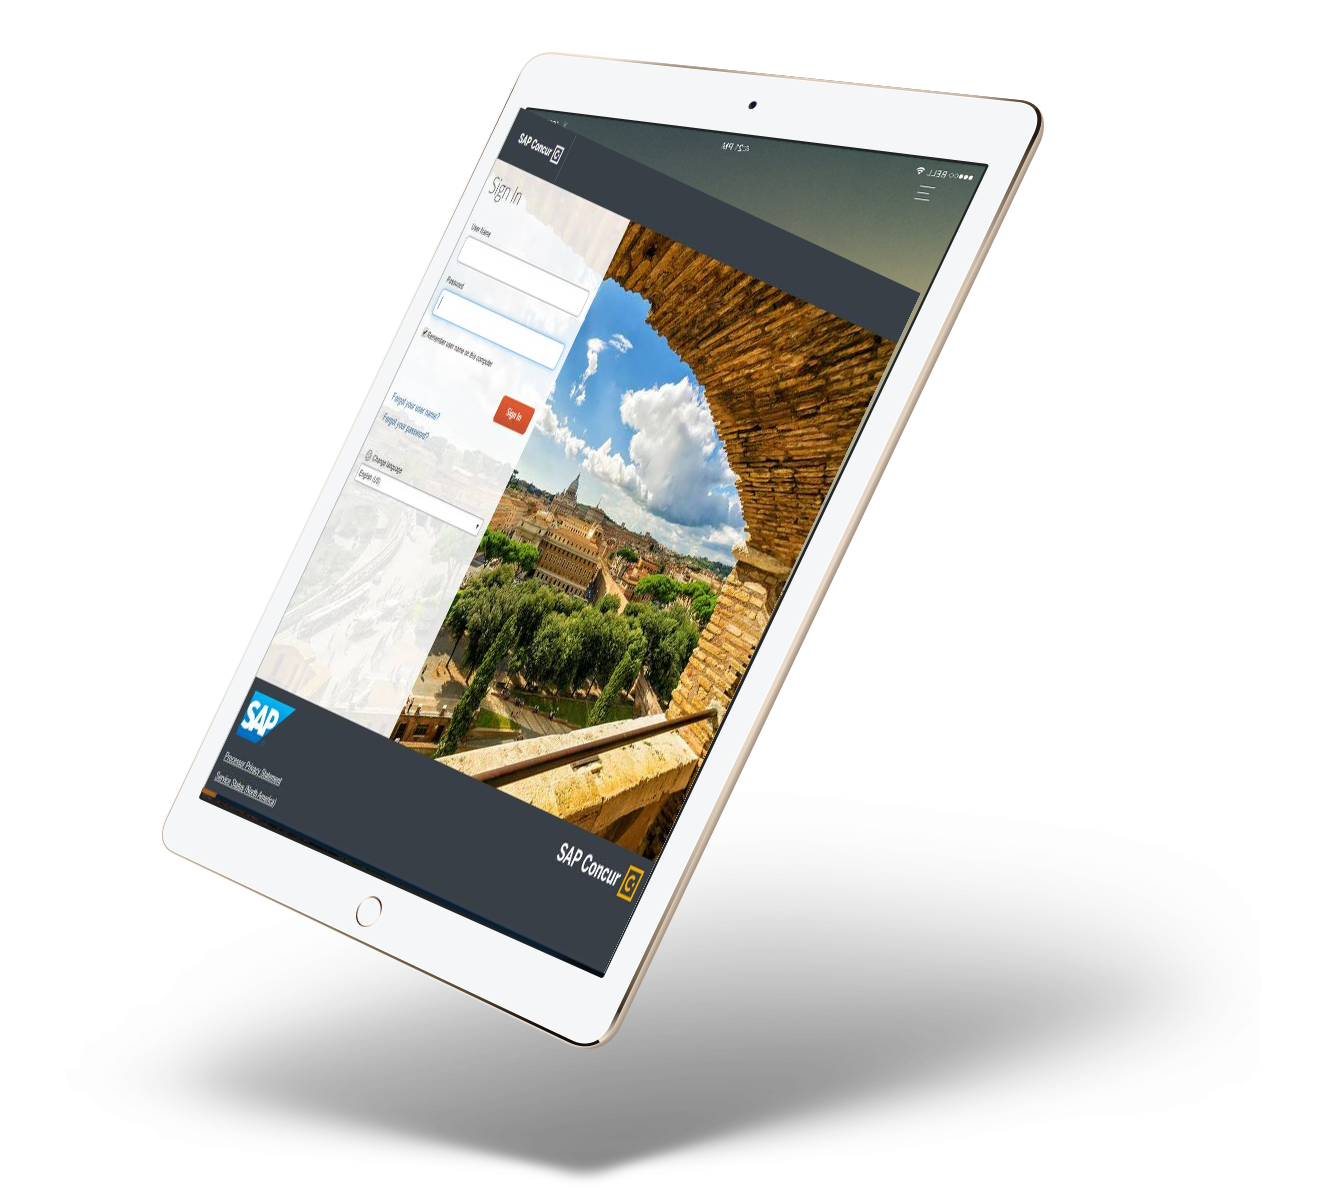 BELL
SAP Concur C
Sign In
User Name
Password
Remember user name on this computer
Sign In
Forgot your user name?
Forgot your password?
Change language
English (US)
SAP
Processor Privacy Statement
Service Status (North America)
SAP Concur C